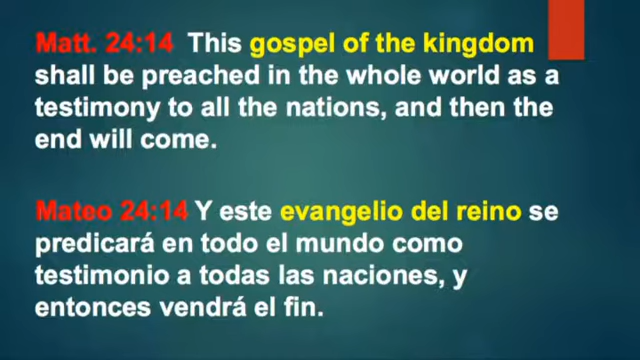 Matt. 24:14 This gospel of the kingdom
shall be preached in the whole world as a
testimony to all the nations, and then the
end will come.
Mateo 24:14 Y este evangelio del reino se
predicará en todo el mundo como
testimonio a todas las naciones, y
entonces vendrá el fin.